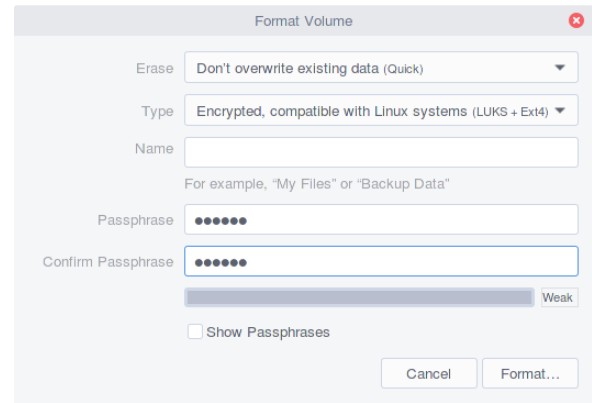 Format Volume
Erase Don't overwrite existing data (Quick)
Type Encrypted, compatible with Linux systems (LUKS + Ext4)
Name
For example, “My Files” or “Backup Data”
Passphrase ●●●●●●
Confirm Passphrase ●●●●●●
Weak
Show Passphrases
Cancel Format…